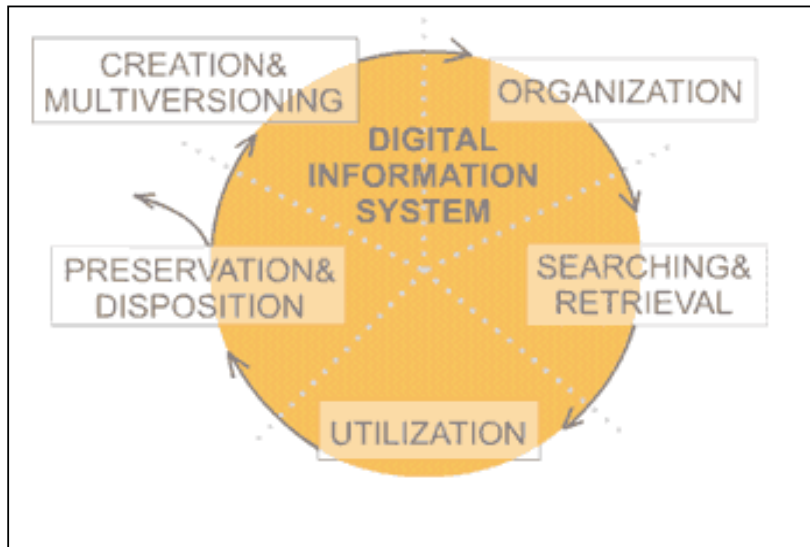 CREATION&
MULTIVERSIONING
ORGANIZATION
DIGITAL
INFORMATION
SYSTEM
PRESERVATION&
DISPOSITION
SEARCHING&
RETRIEVAL
UTILIZATION